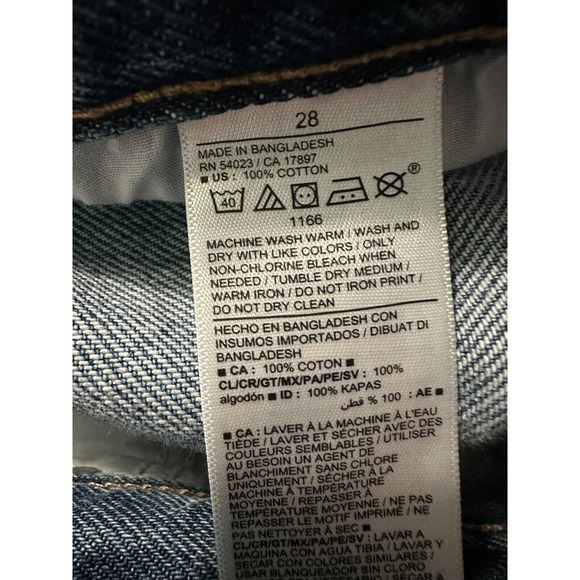 28
MADE IN BANGLADESH
RN 54023 / CA 17897
■ US : 100% COTTON
40 ®
1166
MACHINE WASH WARM / WASH AND
DRY WITH LIKE COLORS / ONLY
NON-CHLORINE BLEACH WHEN
NEEDED / TUMBLE DRY MEDIUM /
WARM IRON / DO NOT IRON PRINT /
DO NOT DRY CLEAN
HECHO EN BANGLADESH CON
INSUMOS IMPORTADOS / DIBUAT DI
BANGLADESH
■ CA : 100% COTON ■
CL/CR/GT/MX/PA/PE/SV : 100%
algodón ■ ID : 100% KAPAS
قطن % 100 : AE ■
■ CA : LAVER À LA MACHINE À L'EAU
TIÈDE / LAVER ET SÉCHER AVEC DES
COULEURS SEMBLABLES / UTILISER
AU BESOIN UN AGENT DE
BLANCHIMENT SANS CHLORE
UNIQUEMENT / SÉCHER À LA
MACHINE À TEMPÉRATURE
MOYENNE / REPASSER À
TEMPÉRATURE MOYENNE / NE PAS
REPASSER LE MOTIF IMPRIMÉ / NE
PAS NETTOYER À SEC ■
CL/CR/GT/MX/PA/PE/SV : LAVAR A
MAQUINA CON AGUA TIBIA / LAVAR Y
SECAR CON COLORES SIMILARES /
USAR BLANQUEADOR SIN CLORO